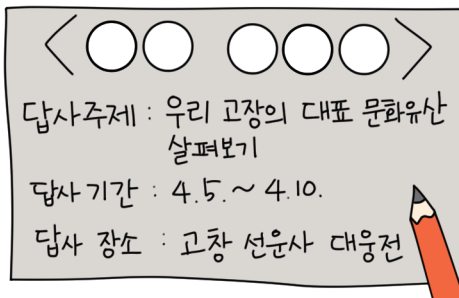 <○○ ○○○>
답사주제 : 우리 고장의 대표 문화유산
살펴보기
답사 기간 : 4.5.~4.10.
답사 장소 : 고창 선운사 대웅전